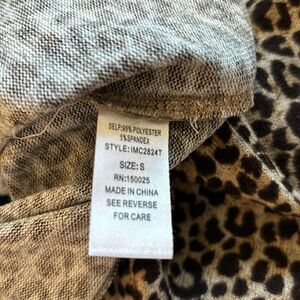 SELF:95% POLYESTER
5%SPANDEX
STYLE: IMC2824T
SIZE: S
RN:150025
MADE IN CHINA
SEE REVERSE
FOR CARE